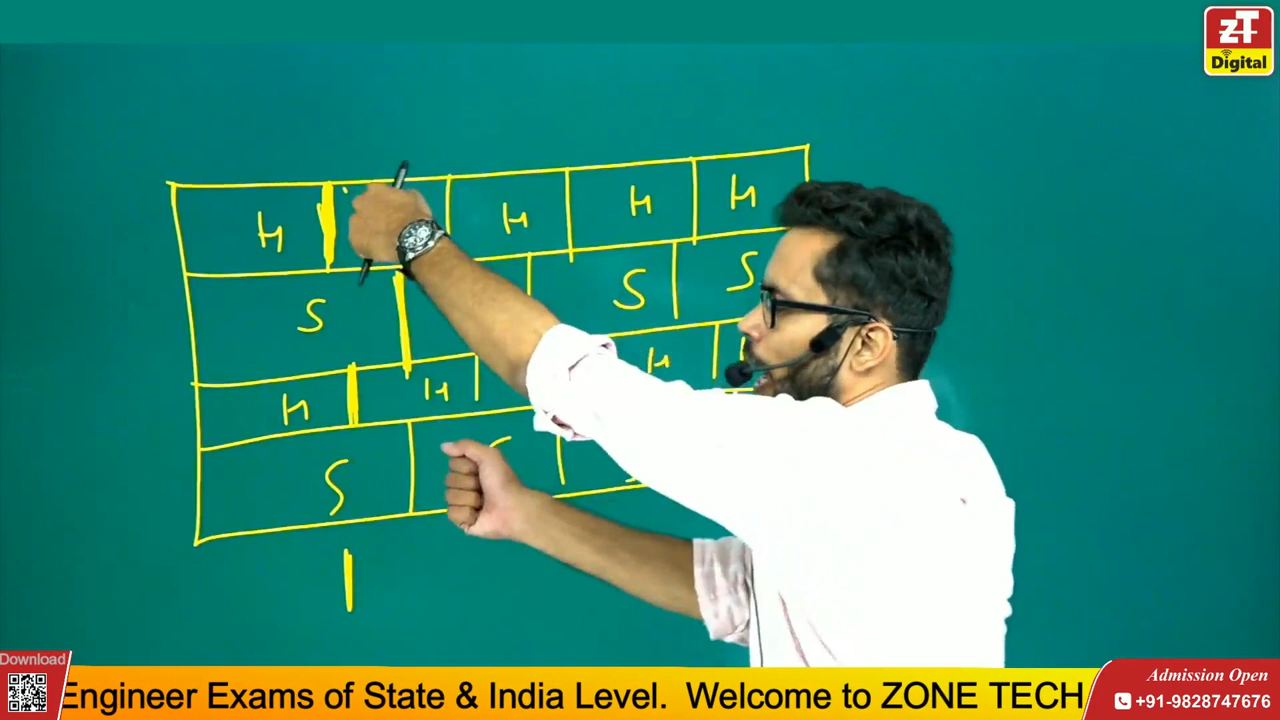 ZT
Digital
H H H H
S S S
H H H
S S
Download
Engineer Exams of State & India Level. Welcome to ZONE TECH
Admission Open
+91-9828747676